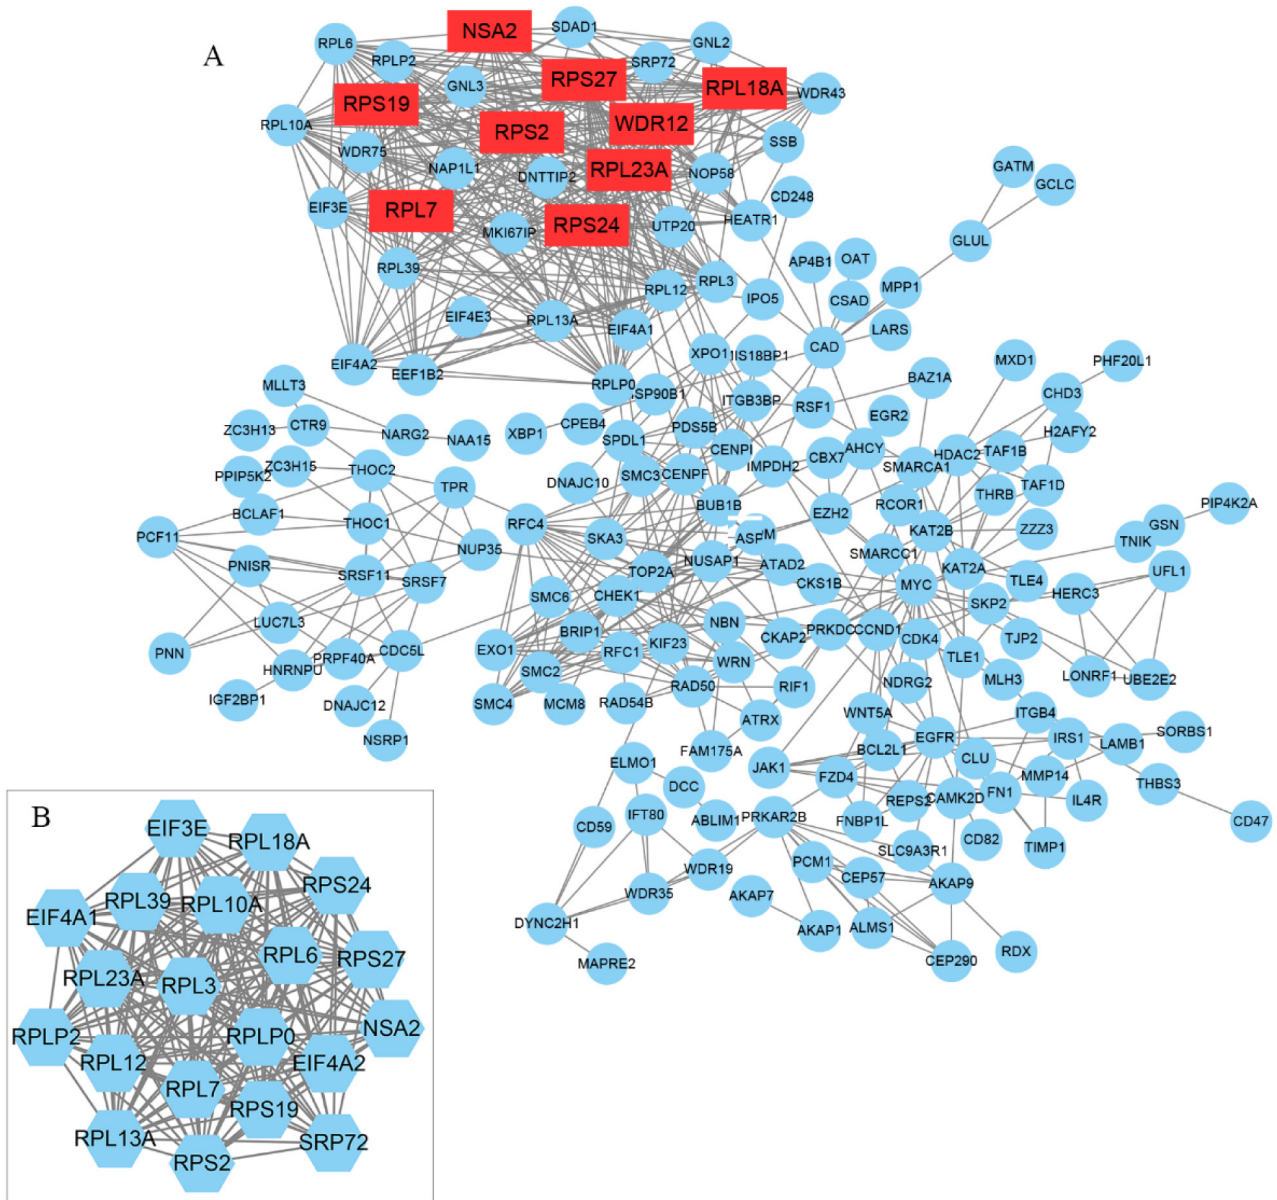 A
NSA2
SDAD1
RPL6
GNL2
RPLP2
SRP72
RPS27
GNL3
RPL18A
WDR43
RPS19
RPL10A
RPS2
WDR12
SSB
WDR75
NAP1L1
DNTTIP2
RPL23A
NOP58
GATM
GCLC
CD248
EIF3E
RPL7
MKI67IP
RPS24
UTP20
HEATR1
GLUL
RPL39
AP4B1
OAT
RPL12
RPL3
IPO5
CSAD
MPP1
EIF4E3
RPL13A
EIF4A1
LARS
XPO1
CAD
EIF4A2
EEF1B2
RPLP0
MXD1
PHF20L1
MLLT3
ITGB3BP
RSF1
BAZ1A
CHD3
EGR2
ZC3H13
CTR9
NARG2
NAA15
XBP1
CPEB4
SPDL1
PDS5B
H2AFY2
CENPI
AHCY
HDAC2
TAF1B
PPIP5K2
ZC3H15
THOC2
CBX7
IMPDH2
SMARCA1
TAF1D
TPR
DNAJC10
SMC3
CENPF
THRB
BCLAF1
BUB1B
EZH2
RCOR1
PIP4K2A
PCF11
THOC1
RFC4
KAT2B
ZZZ3
GSN
TNIK
NUP35
SKA3
NUSAP1
SMARCC1
PNISR
SRSF11
SRSF7
TOP2A
ATAD2
CKS1B
MYC
KAT2A
TLE4
UFL1
SMC6
CHEK1
SKP2
HERC3
LUC7L3
BRIP1
NBN
CKAP2
PRKDC
CCND1
CDK4
TJP2
PNN
HNRNPU
PRPF40A
CDC5L
EXO1
RFC1
KIF23
WRN
TLE1
SMC2
MLH3
LONRF1
UBE2E2
IGF2BP1
DNAJC12
SMC4
MCM8
RAD54B
RAD50
RIF1
NDRG2
WNT5A
ATRX
ITGB4
NSRP1
FAM175A
BCL2L1
EGFR
IRS1
LAMB1
SORBS1
ELMO1
JAK1
FZD4
CLU
MMP14
THBS3
DCC
REPS2
CAMK2D
FN1
IL4R
B
CD59
IFT80
ABLIM1
PRKAR2B
FNBP1L
CD82
TIMP1
CD47
SLC9A3R1
WDR19
PCM1
CEP57
WDR35
AKAP7
AKAP9
DYNC2H1
AKAP1
ALMS1
RDX
MAPRE2
CEP290
EIF3E
RPL18A
RPS24
RPL39
RPL10A
EIF4A1
RPL6
RPS27
RPL23A
RPL3
RPLP2
RPLP0
NSA2
RPL12
EIF4A2
RPL7
RPS19
RPL13A
SRP72
RPS2